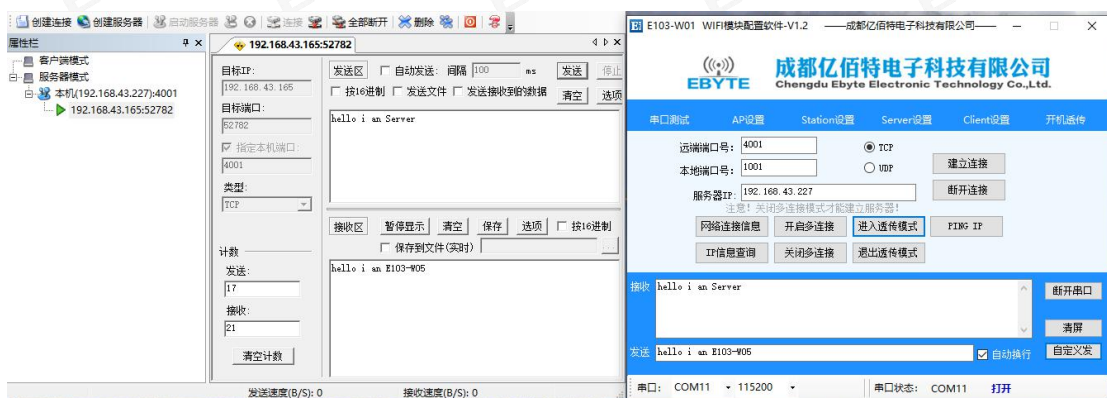 创建连接 创建服务器 启动服务器 连接 全部断开 删除
属性栏
客户端模式
服务器模式
本机(192.168.43.227):4001
192.168.43.165:52782
192.168.43.165:52782
目标IP:
192.168.43.165
目标端口:
52782
指定本机端口:
4001
类型:
TCP
计数
发送:
17
接收:
21
清空计数
发送区 自动发送: 间隔 100 ms 发送 停止
按16进制 发送文件 发送接收到的数据 清空 选项
hello i an Server
接收区 暂停显示 清空 保存 选项 按16进制
保存到文件(实时) ...
hello i an E103-W05
发送速度(B/S): 0 接收速度(B/S): 0
E103-W01 WIFI模块配置软件-V1.2 ——成都亿佰特电子科技有限公司——
EBYTE
成都亿佰特电子科技有限公司
Chengdu Ebyte Electronic Technology Co.,Ltd.
串口测试 AP设置 Station设置 Server设置 Client设置 开机透传
远端端口号: 4001 TCP
本地端口号: 1001 UDP
建立连接
服务器IP: 192.168.43.227 断开连接
注意！关闭多连接模式才能建立服务器！
网络连接信息 开启多连接 进入透传模式 PING IP
IP信息查询 关闭多连接 退出透传模式
接收 hello i an Server
断开串口
清屏
发送 hello i an E103-W05 自动换行 自定义发
串口: COM11 115200 串口状态: COM11 打开